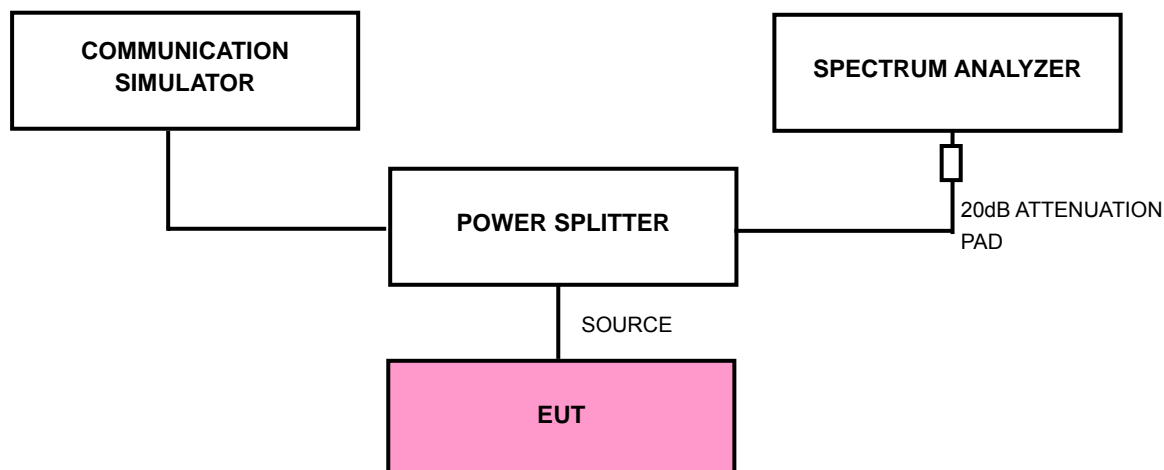 COMMUNICATION
SIMULATOR
SPECTRUM ANALYZER
POWER SPLITTER
20dB ATTENUATION
PAD
SOURCE
EUT